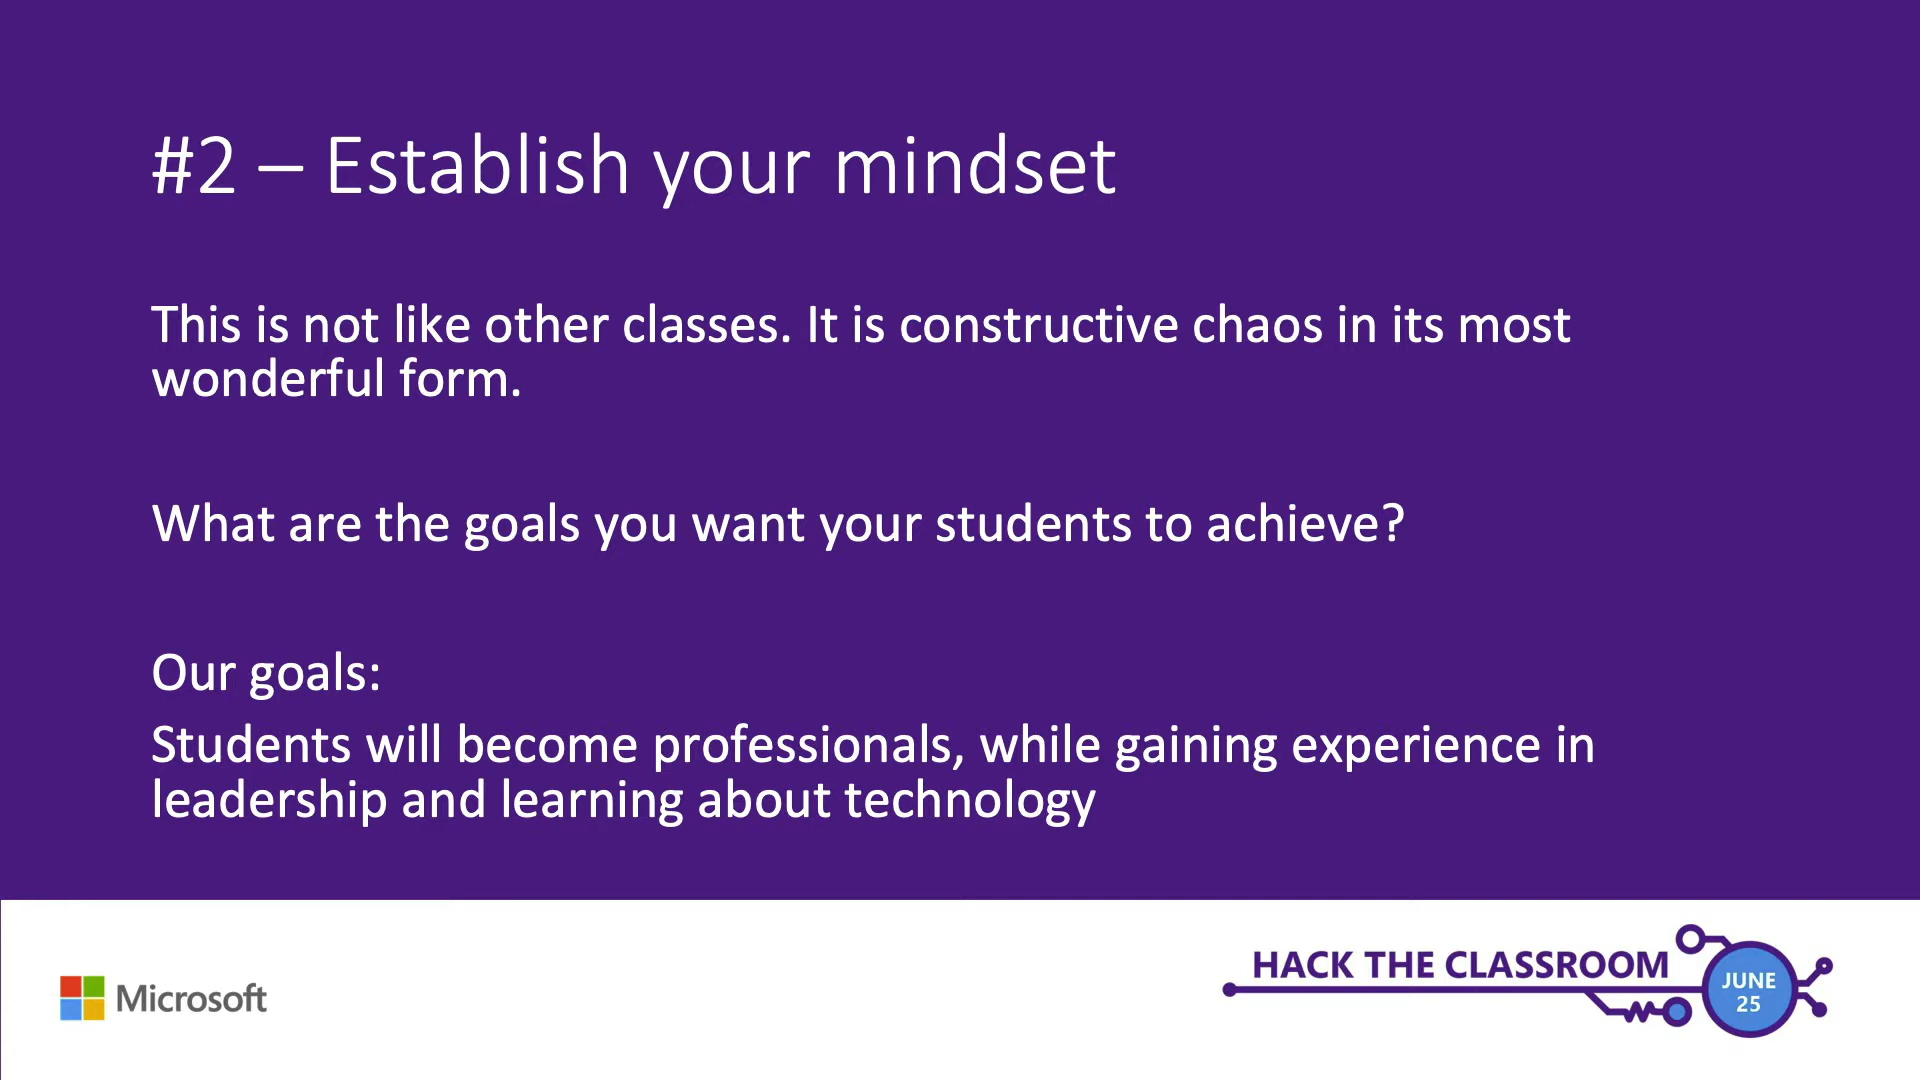 #2 – Establish your mindset
This is not like other classes. It is constructive chaos in its most
wonderful form.
What are the goals you want your students to achieve?
Our goals:
Students will become professionals, while gaining experience in
leadership and learning about technology
Microsoft
HACK THE CLASSROOM
JUNE
25